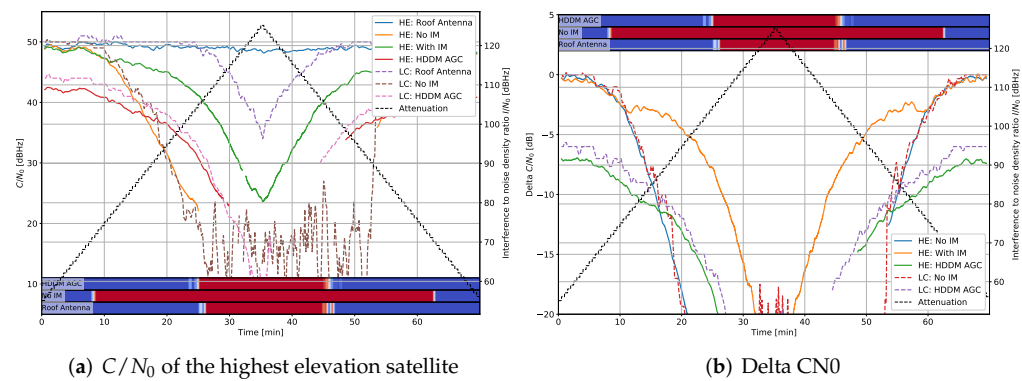 50
40
30
20
10
C/N0 [dBHz]
HE: Roof Antenna
HE: No IM
HE: With IM
HE: HDDM AGC
LC: Roof Antenna
LC: No IM
LC: HDDM AGC
Attenuation
120
110
100
90
80
70
60
Interference to noise density ratio I/N0 [dBHz]
HDDM AGC
No IM
Roof Antenna
0 10 20 30 40 50 60
Time [min]
(a) C/N0 of the highest elevation satellite
HDDM AGC
No IM
Roof Antenna
5
0
−5
−10
−15
−20
Delta C/N0 [dB]
120
110
100
90
80
70
60
Interference to noise density ratio I/N0 [dBHz]
HE: No IM
HE: With IM
HE: HDDM AGC
LC: No IM
LC: HDDM AGC
Attenuation
0 10 20 30 40 50 60
Time [min]
(b) Delta CN0